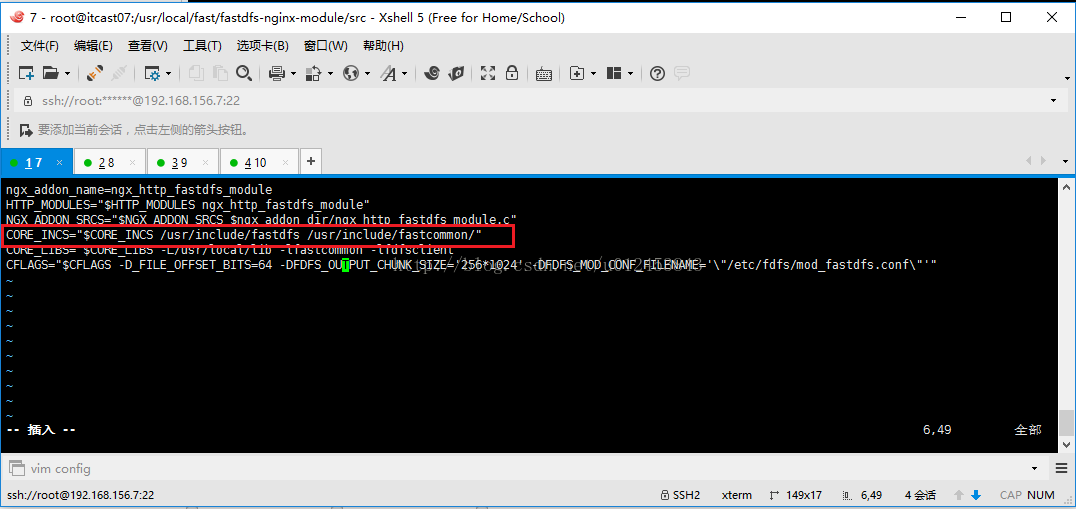 7 - root@itcast07:/usr/local/fast/fastdfs-nginx-module/src - Xshell 5 (Free for Home/School)
文件(F) 编辑(E) 查看(V) 工具(T) 选项卡(B) 窗口(W) 帮助(H)
ssh://root:******@192.168.156.7:22
要添加当前会话，点击左侧的箭头按钮。
1 7 × 2 8 × 3 9 × 4 10 × +
ngx_addon_name=ngx_http_fastdfs_module
HTTP_MODULES="$HTTP_MODULES ngx_http_fastdfs_module"
NGX_ADDON_SRCS="$NGX_ADDON_SRCS $ngx_addon_dir/ngx_http_fastdfs_module.c"
CORE_INCS="$CORE_INCS /usr/include/fastdfs /usr/include/fastcommon/"
CORE_LIBS="$CORE_LIBS -L/usr/local/lib -lfastcommon -lfdfsclient"
CFLAGS="$CFLAGS -D_FILE_OFFSET_BITS=64 -DFDFS_OUTPUT_CHUNK_SIZE='256*1024' -DFDFS_MOD_CONF_FILENAME='\"/etc/fdfs/mod_fastdfs.conf\"'"
~
~
~
~
~
~
~
~
~
~
-- 插入 -- 6,49 全部
vim config
ssh://root@192.168.156.7:22 SSH2 xterm 149x17 6,49 4 会话 CAP NUM